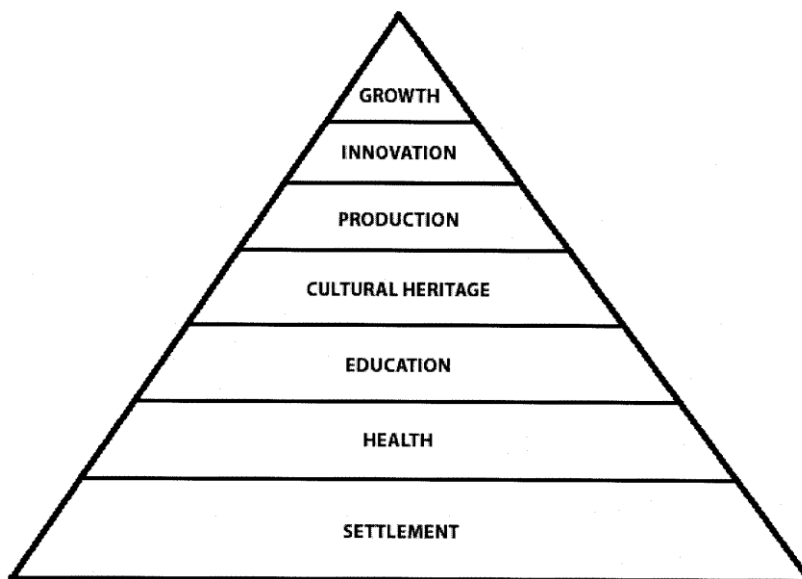 GROWTH
INNOVATION
PRODUCTION
CULTURAL HERITAGE
EDUCATION
HEALTH
SETTLEMENT